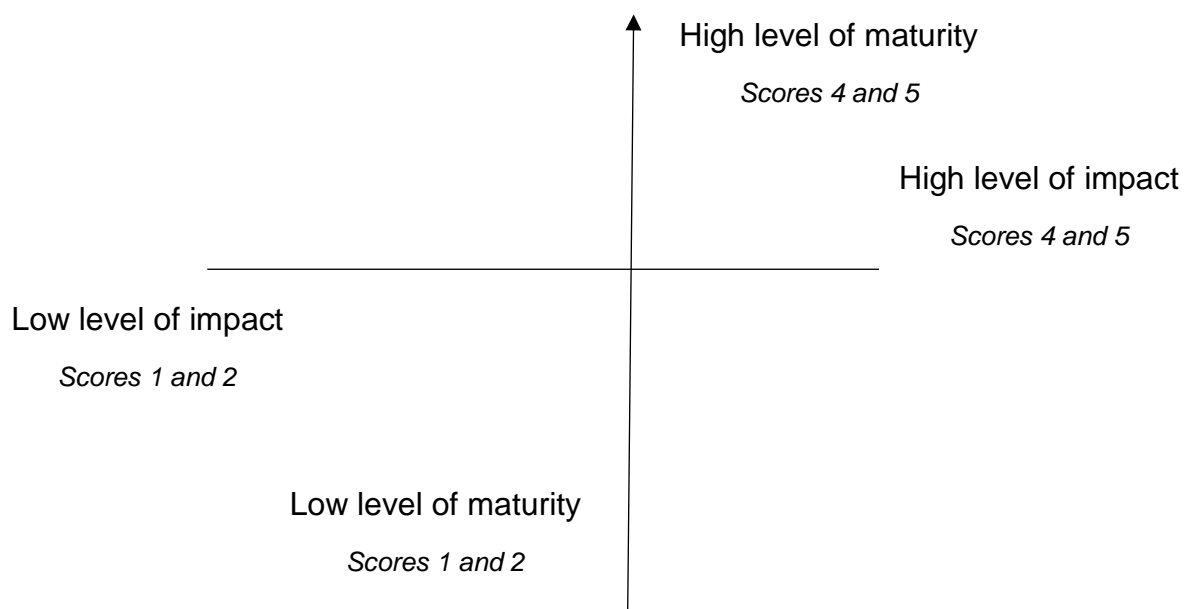 High level of maturity
Scores 4 and 5
High level of impact
Scores 4 and 5
Low level of impact
Scores 1 and 2
Low level of maturity
Scores 1 and 2